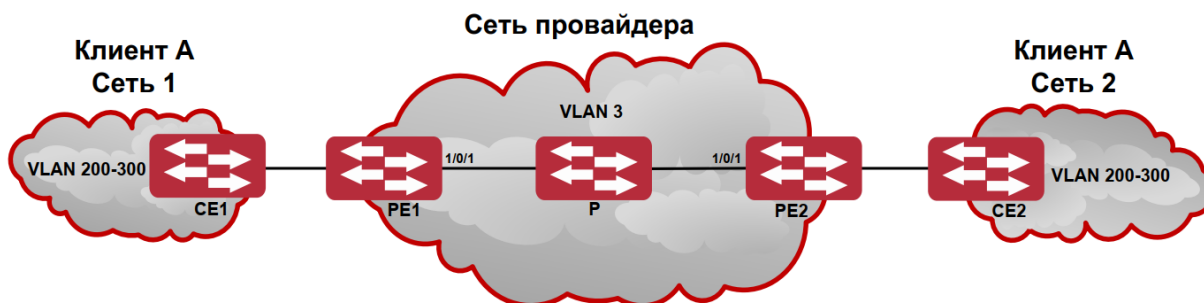 Сеть провайдера
Клиент А
Сеть 1
Клиент А
Сеть 2
VLAN 3
VLAN 200-300
1/0/1
1/0/1
VLAN 200-300
CE1
PE1
P
PE2
CE2